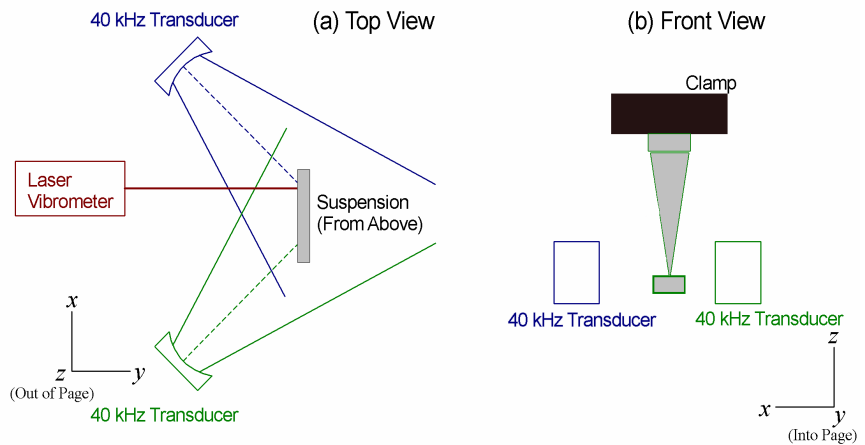 (a) Top View
40 kHz Transducer
Laser
Vibrometer
Suspension
(From Above)
x
z
y
(Out of Page)
40 kHz Transducer
(b) Front View
Clamp
40 kHz Transducer
40 kHz Transducer
z
x
y
(Into Page)